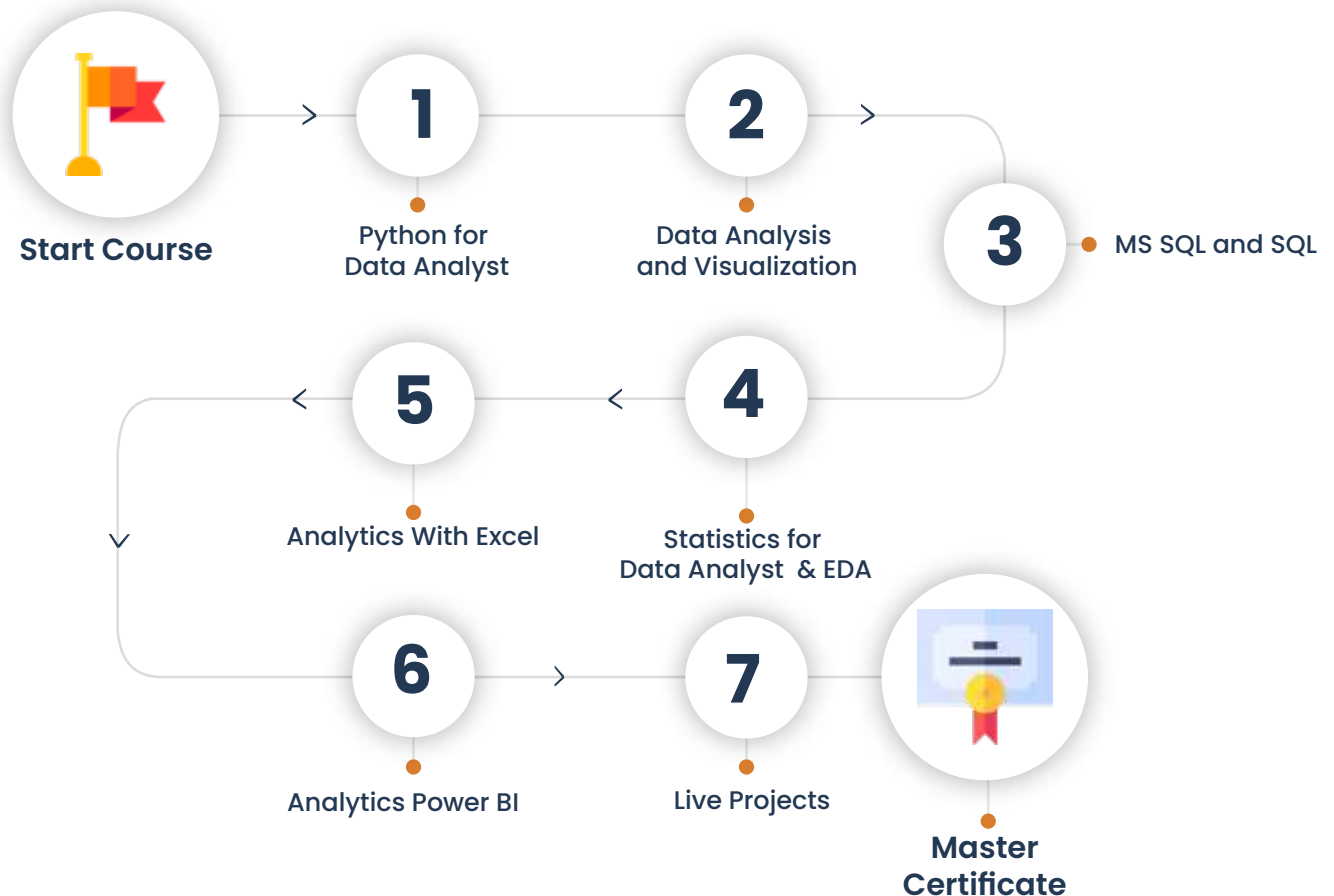 Start Course
1
Python for
Data Analyst
2
Data Analysis
and Visualization
3
MS SQL and SQL
4
Statistics for
Data Analyst & EDA
5
Analytics With Excel
6
Analytics Power BI
7
Live Projects
Master
Certificate